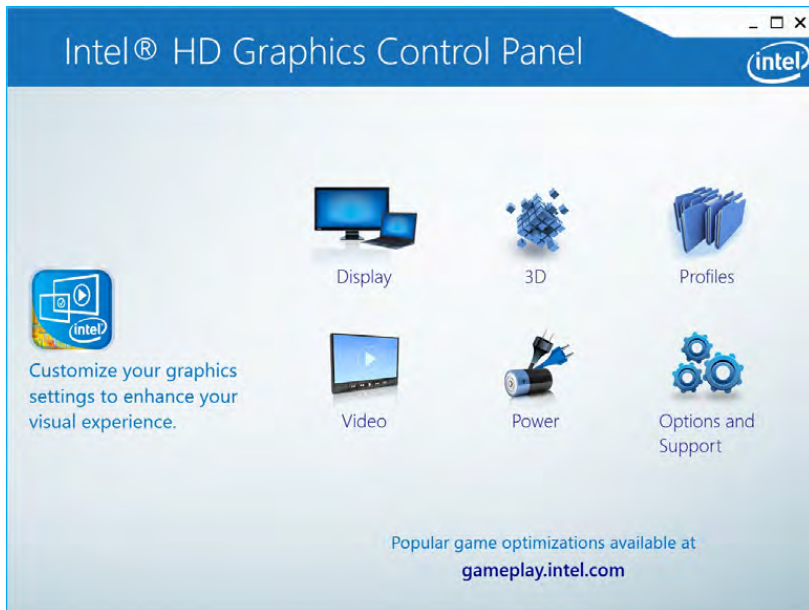 Intel® HD Graphics Control Panel
intel
Display
3D
Profiles
intel
Customize your graphics
settings to enhance your
visual experience.
Video
Power
Options and
Support
Popular game optimizations available at
gameplay.intel.com